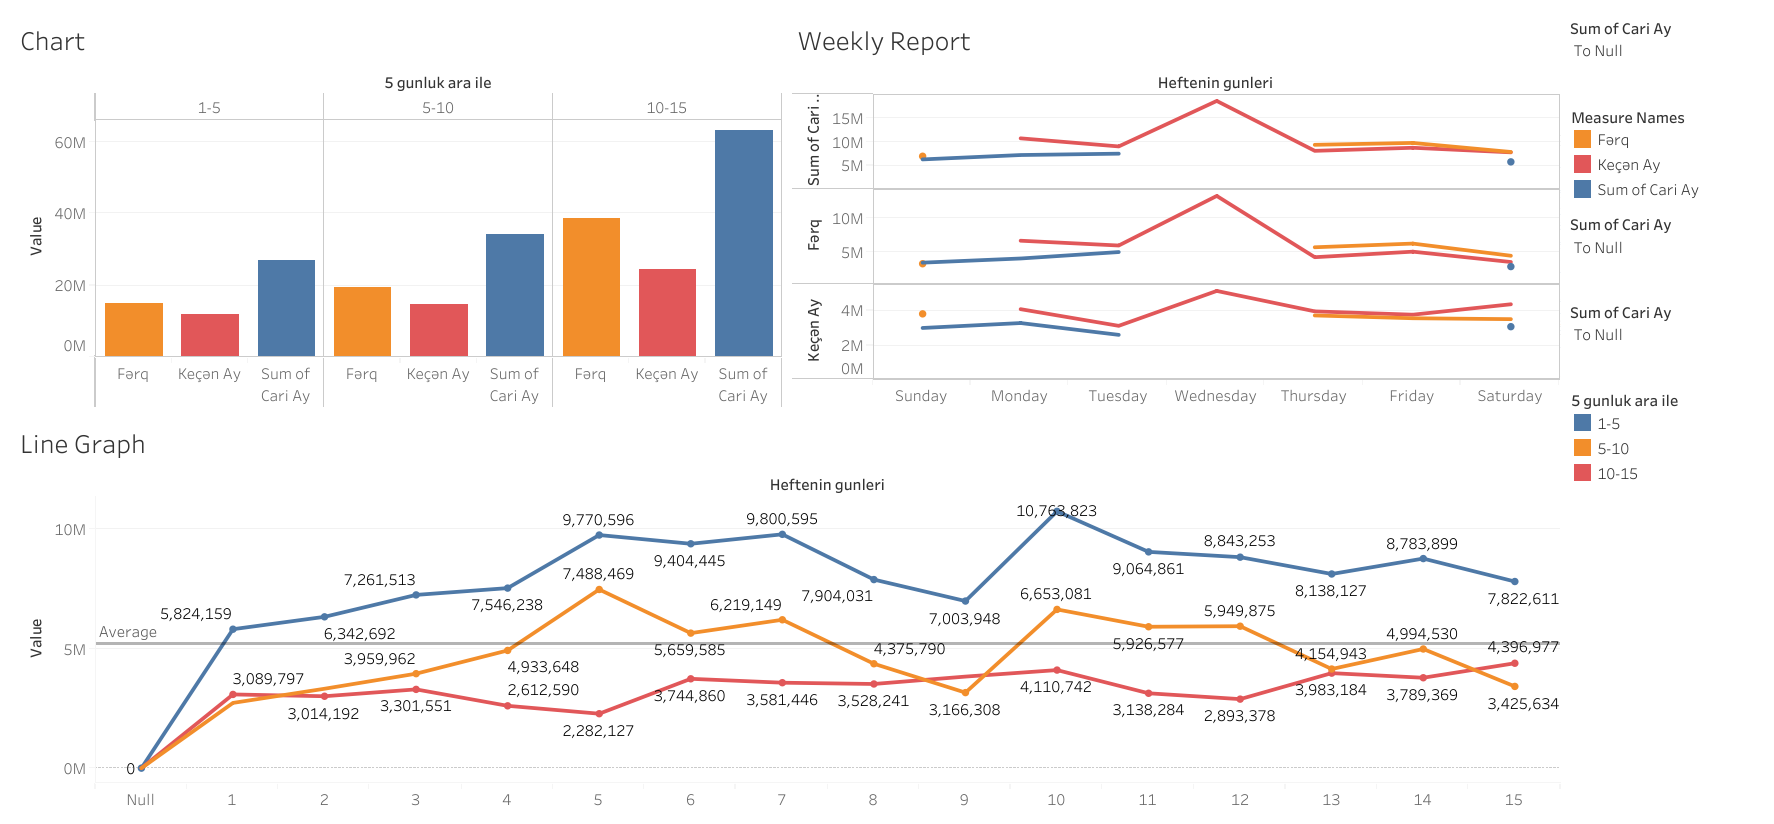 Chart
5 gunluk ara ile
1-5
5-10
10-15
Value
60M
40M
20M
0M
Fərq
Keçən Ay
Sum of
Cari Ay
Fərq
Keçən Ay
Sum of
Cari Ay
Fərq
Keçən Ay
Sum of
Cari Ay
Weekly Report
Heftenin gunleri
Sum of Cari ..
15M
10M
5M
Fərq
10M
5M
Keçən Ay
4M
2M
0M
Sunday
Monday
Tuesday
Wednesday
Thursday
Friday
Saturday
Sum of Cari Ay
To Null
Measure Names
Fərq
Keçən Ay
Sum of Cari Ay
Sum of Cari Ay
To Null
Sum of Cari Ay
To Null
5 gunluk ara ile
1-5
5-10
10-15
Line Graph
Heftenin gunleri
Value
10M
5M
0M
Average
0
5,824,159
6,342,692
7,261,513
7,546,238
9,770,596
9,404,445
9,800,595
7,904,031
7,003,948
10,763,823
9,064,861
8,843,253
8,138,127
8,783,899
7,822,611
3,959,962
4,933,648
7,488,469
5,659,585
6,219,149
4,375,790
3,166,308
6,653,081
5,926,577
5,949,875
4,154,943
4,994,530
3,425,634
3,089,797
3,014,192
3,301,551
2,612,590
2,282,127
3,744,860
3,581,446
3,528,241
4,110,742
3,138,284
2,893,378
3,983,184
3,789,369
4,396,977
Null
1
2
3
4
5
6
7
8
9
10
11
12
13
14
15